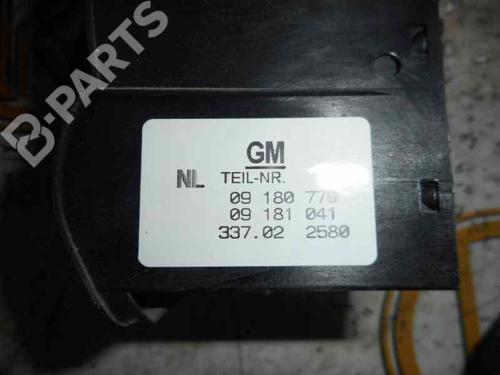 GM
NL TEIL-NR.
09 180 770
09 181 041
337.02 2580
B-PARTS